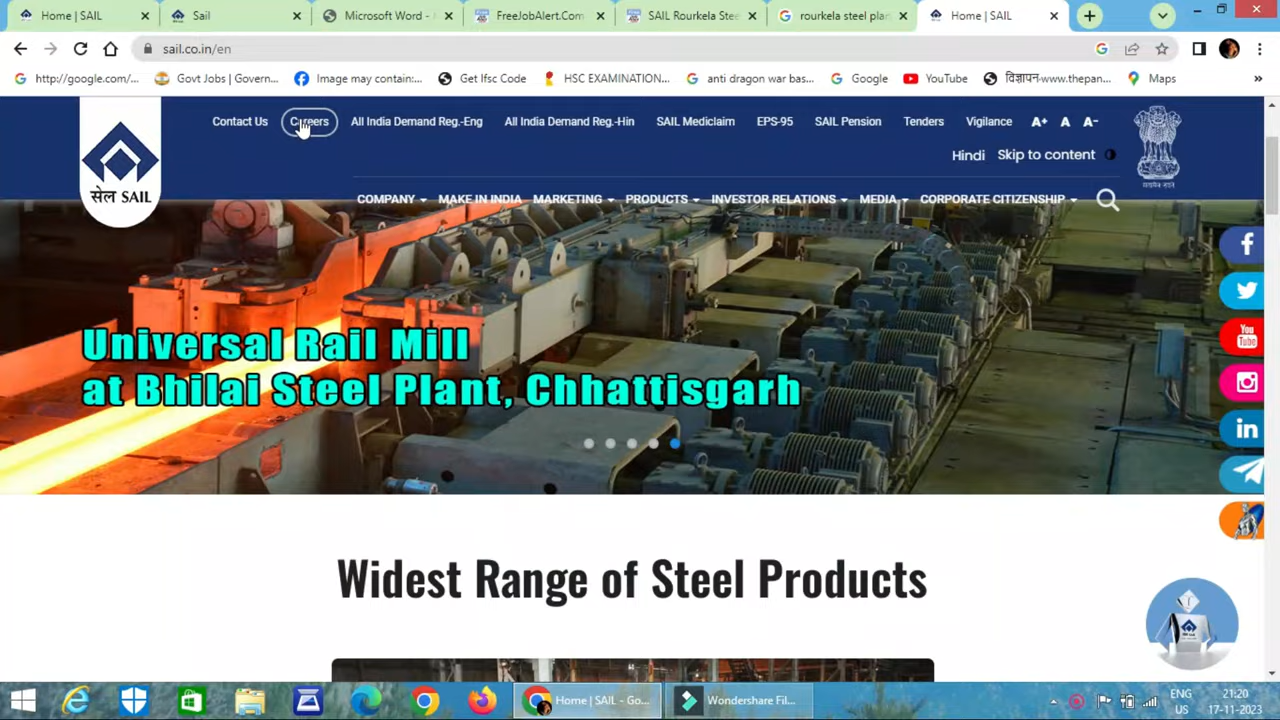 Home | SAIL
Sail
Microsoft Word -
FreeJobAlert.Com
SAIL Rourkela Stee
rourkela steel plan
Home | SAIL
sail.co.in/en
http://google.com/...
Govt Jobs | Govern...
Image may contain:...
Get Ifsc Code
HSC EXAMINATION...
anti dragon war bas...
Google
YouTube
विज्ञापन-www.thepan...
Maps
»
Contact Us
Careers
All India Demand Reg.-Eng
All India Demand Reg.-Hin
SAIL Mediclaim
EPS-95
SAIL Pension
Tenders
Vigilance
A+ A A-
Hindi
Skip to content
सेल SAIL
COMPANY
MAKE IN INDIA
MARKETING
PRODUCTS
INVESTOR RELATIONS
MEDIA
CORPORATE CITIZENSHIP
Universal Rail Mill
at Bhilai Steel Plant, Chhattisgarh
You
Tube
Widest Range of Steel Products
Home | SAIL - Go...
Wondershare Fil...
ENG
US
21:20
17-11-2023